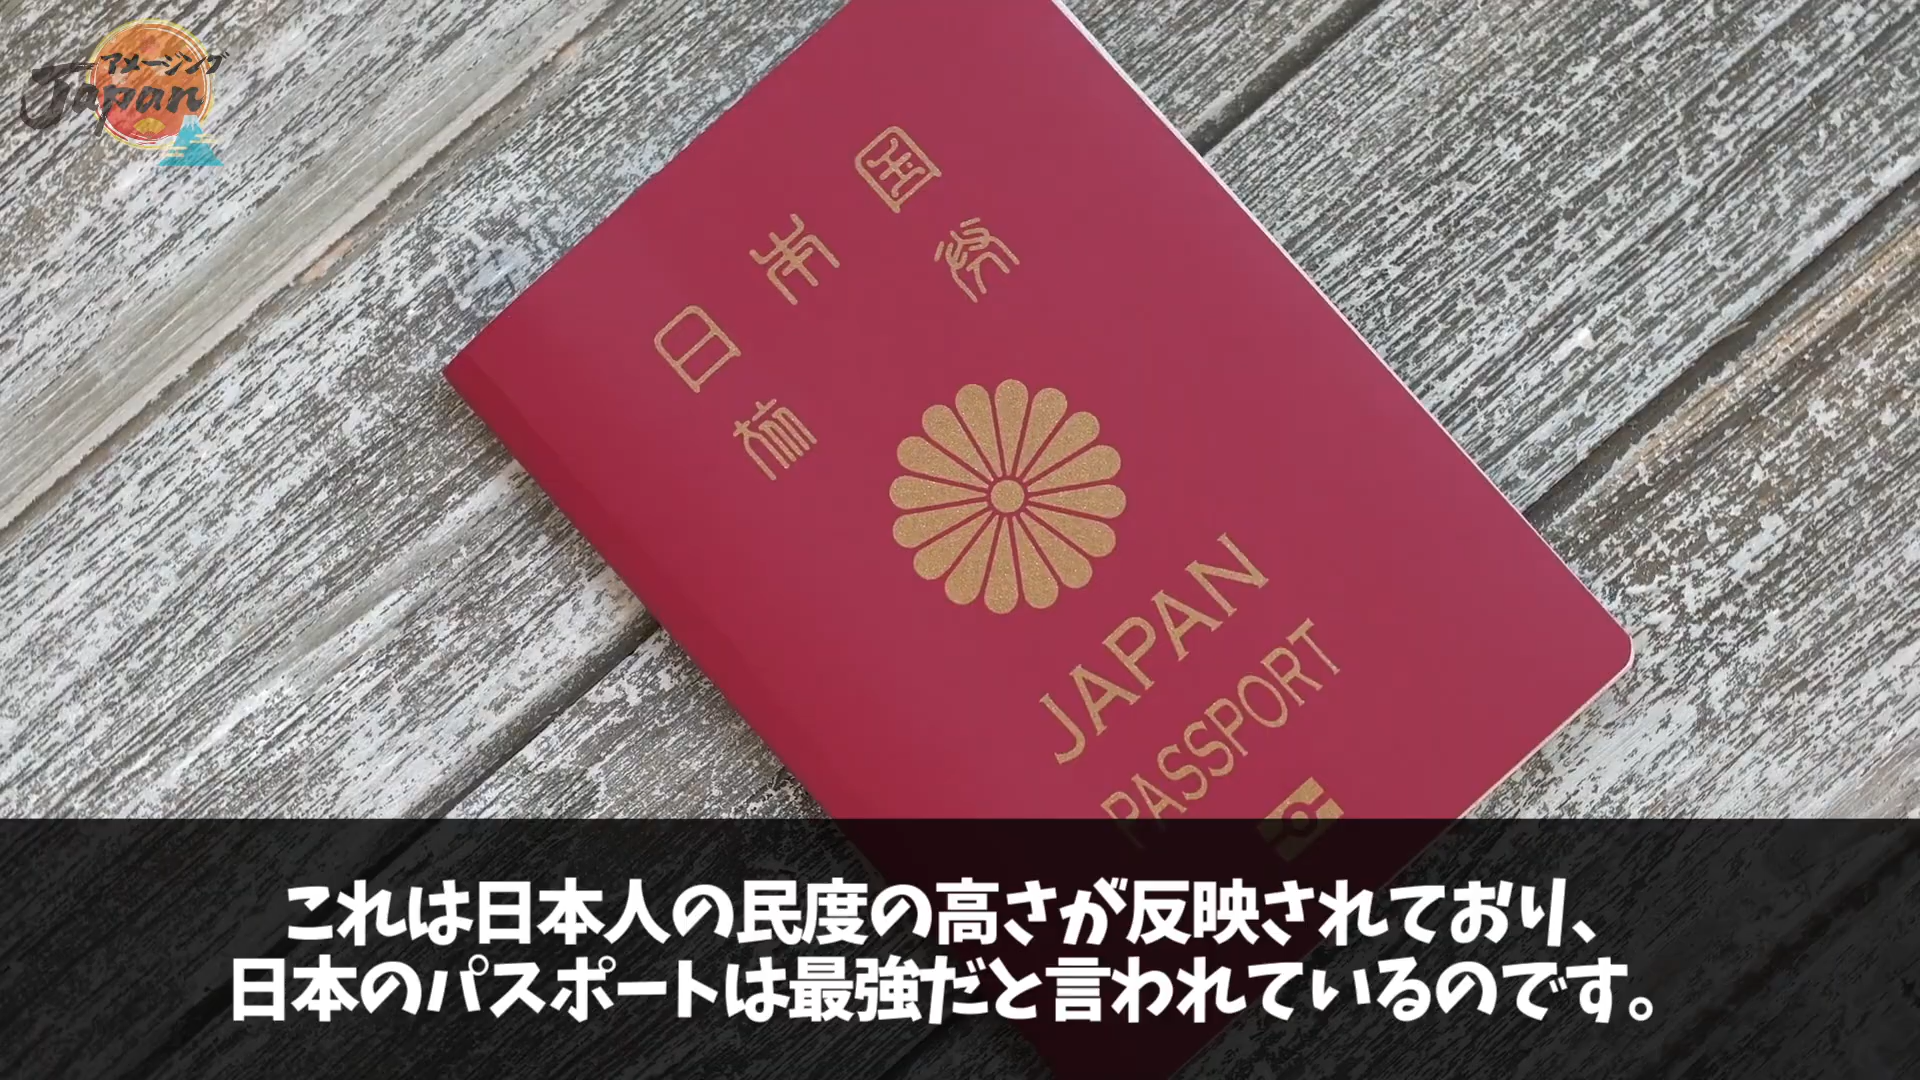 アメージング
Japan
日本国
旅券
JAPAN
PASSPORT
これは日本人の民度の高さが反映されており、
日本のパスポートは最強だと言われているのです。